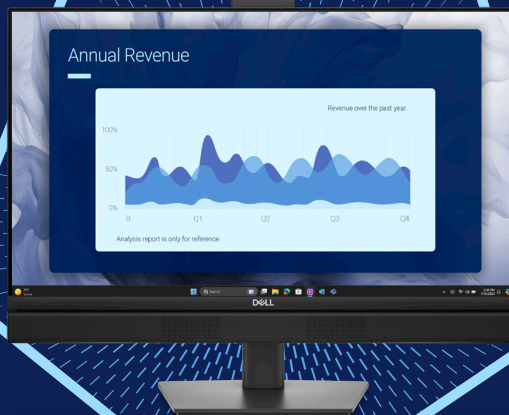 Annual Revenue
Revenue over the past year.
100%
50%
0%
0 Q1 Q2 Q3 Q4
Analysis report is only for reference.
Search
DELL